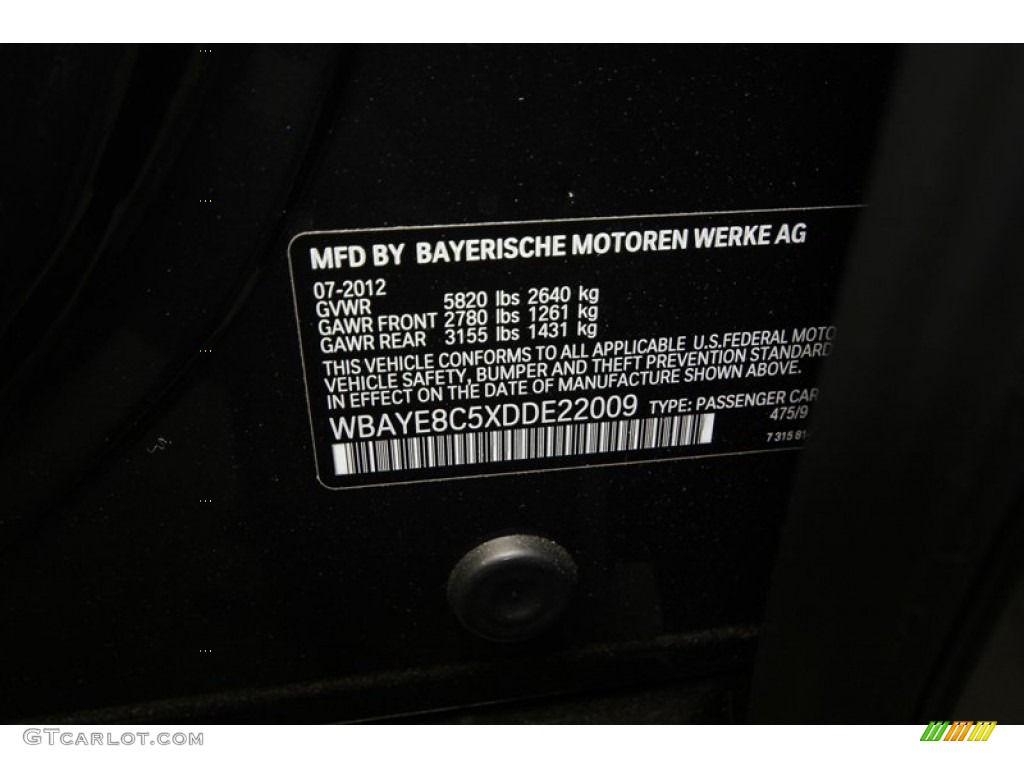 MFD BY BAYERISCHE MOTOREN WERKE AG
07-2012
GVWR 5820 lbs 2640 kg
GAWR FRONT 2780 lbs 1261 kg
GAWR REAR 3155 lbs 1431 kg
THIS VEHICLE CONFORMS TO ALL APPLICABLE U.S.FEDERAL MOTO
VEHICLE SAFETY, BUMPER AND THEFT PREVENTION STANDARD
IN EFFECT ON THE DATE OF MANUFACTURE SHOWN ABOVE.
WBAYE8C5XDDE22009 TYPE: PASSENGER CAR
475/9
7 315 81
GTCARLOT.COM